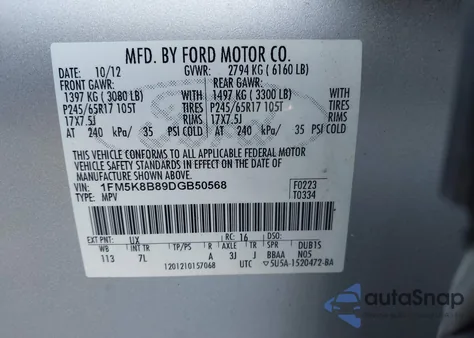 MFD. BY FORD MOTOR CO.
DATE: 10/12 GVWR: 2794 KG ( 6160 LB)
FRONT GAWR: REAR GAWR:
1397 KG ( 3080 LB) 1497 KG ( 3300 LB)
P245/65R17 105T TIRES P245/65R17 105T TIRES
17X7.5J RIMS 17X7.5J RIMS
AT 240 kPa/ 35 PSI COLD AT 240 kPa/ 35 PSI COLD
THIS VEHICLE CONFORMS TO ALL APPLICABLE FEDERAL MOTOR
VEHICLE SAFETY STANDARDS IN EFFECT ON THE DATE OF
MANUFACTURE SHOWN ABOVE.
VIN: 1FM5K8B89DGB50568 F0223
TYPE: MPV T0334
EXT PNT: UX RC: 16 DSO:
WB INT TR TP/PS R AXLE TR SPR DUB15
113 7L A 3J J BBAA N05
1201210157068 UTC ▽5U5A-1520472-BA
autoSnap